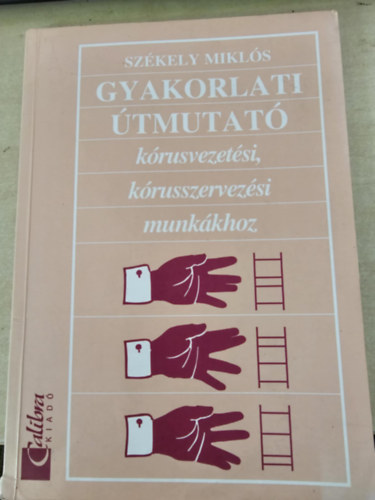 SZÉKELY MIKLÓS
GYAKORLATI
ÚTMUTATÓ
kórusvezetési,
kórusszervezési
munkákhoz
Calibra
KIADÓ